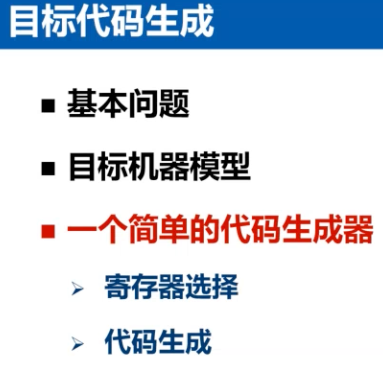 目标代码生成
■ 基本问题
■ 目标机器模型
■ 一个简单的代码生成器
➢ 寄存器选择
➢ 代码生成